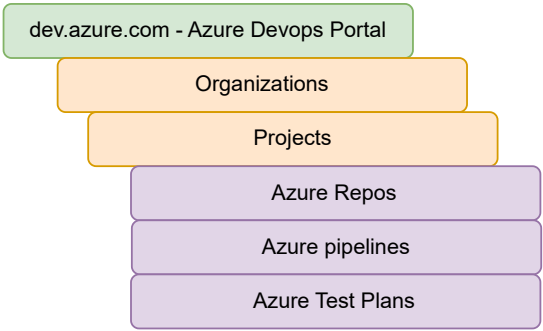 dev.azure.com - Azure Devops Portal
Organizations
Projects
Azure Repos
Azure pipelines
Azure Test Plans